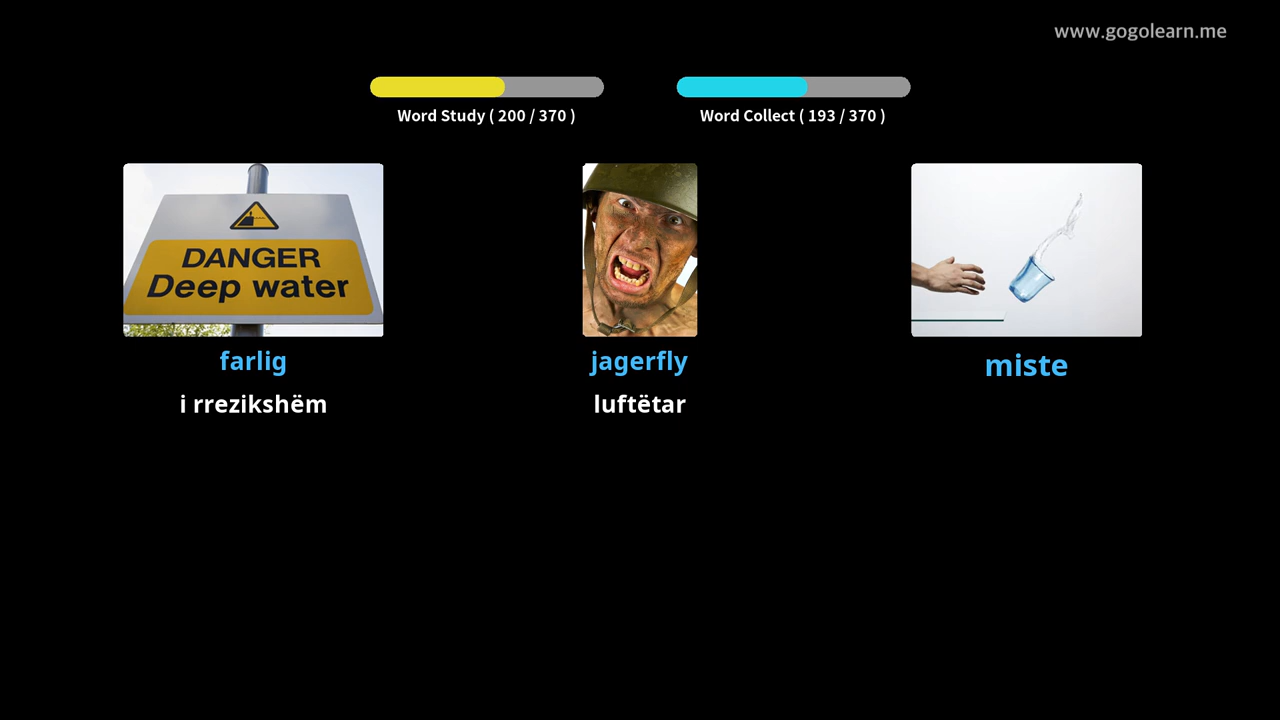 www.gogolearn.me
Word Study ( 200 / 370 )
Word Collect ( 193 / 370 )
DANGER
Deep water
farlig
i rrezikshëm
jagerfly
luftëtar
miste